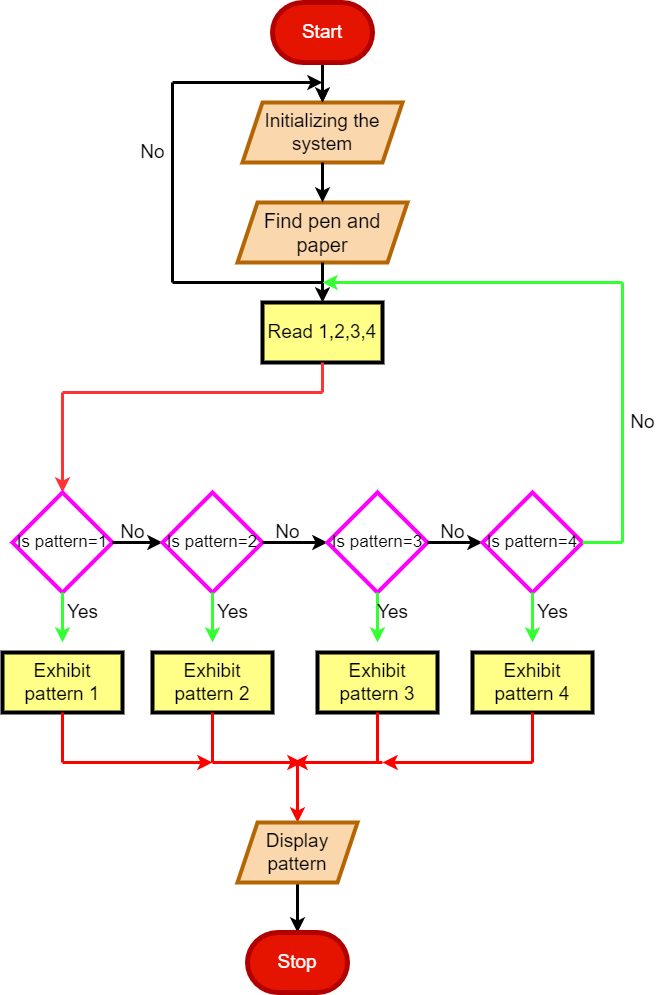 Start
No
Initializing the
system
Find pen and
paper
Read 1,2,3,4
No
Is pattern=1
No
Is pattern=2
No
Is pattern=3
No
Is pattern=4
Yes
Yes
Yes
Yes
Exhibit
pattern 1
Exhibit
pattern 2
Exhibit
pattern 3
Exhibit
pattern 4
Display
pattern
Stop